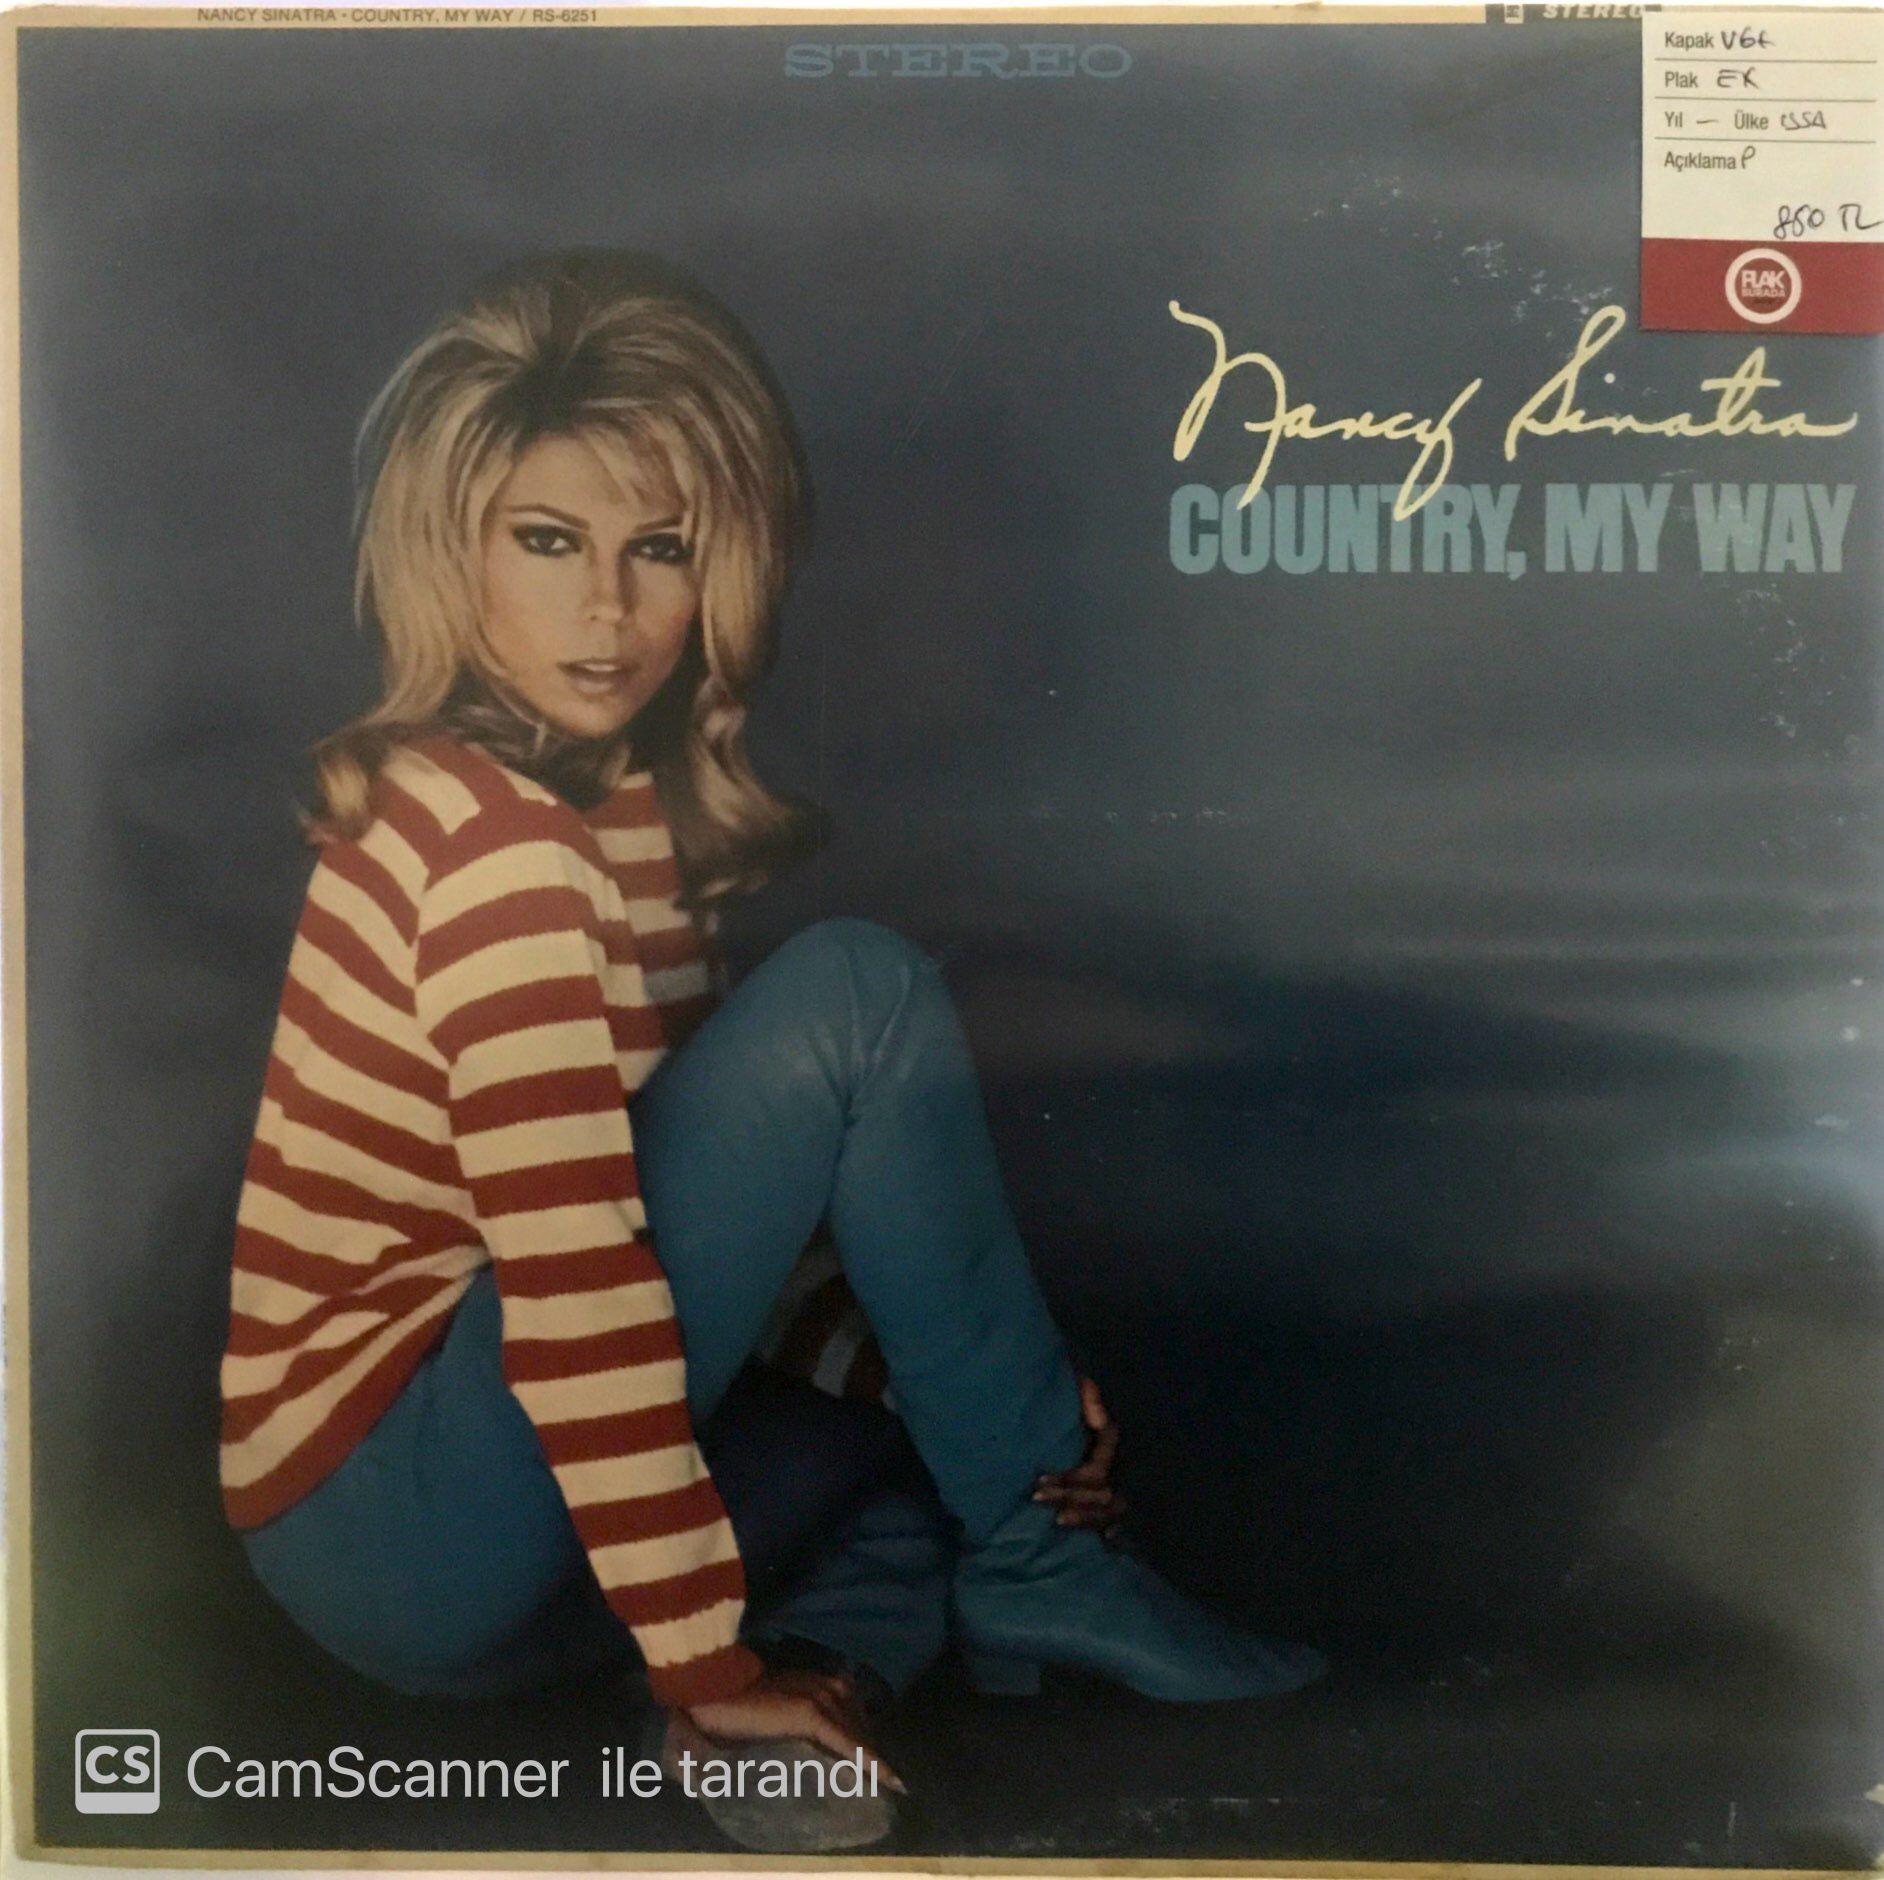 NANCY SINATRA • COUNTRY, MY WAY / RS-6251
STEREO
STEREO
Kapak VG+
Plak EX
Yıl — Ülke USA
Açıklama P
850 TL
PLAK
BURADA
Nancy Sinatra
COUNTRY, MY WAY
CS CamScanner ile tarandı